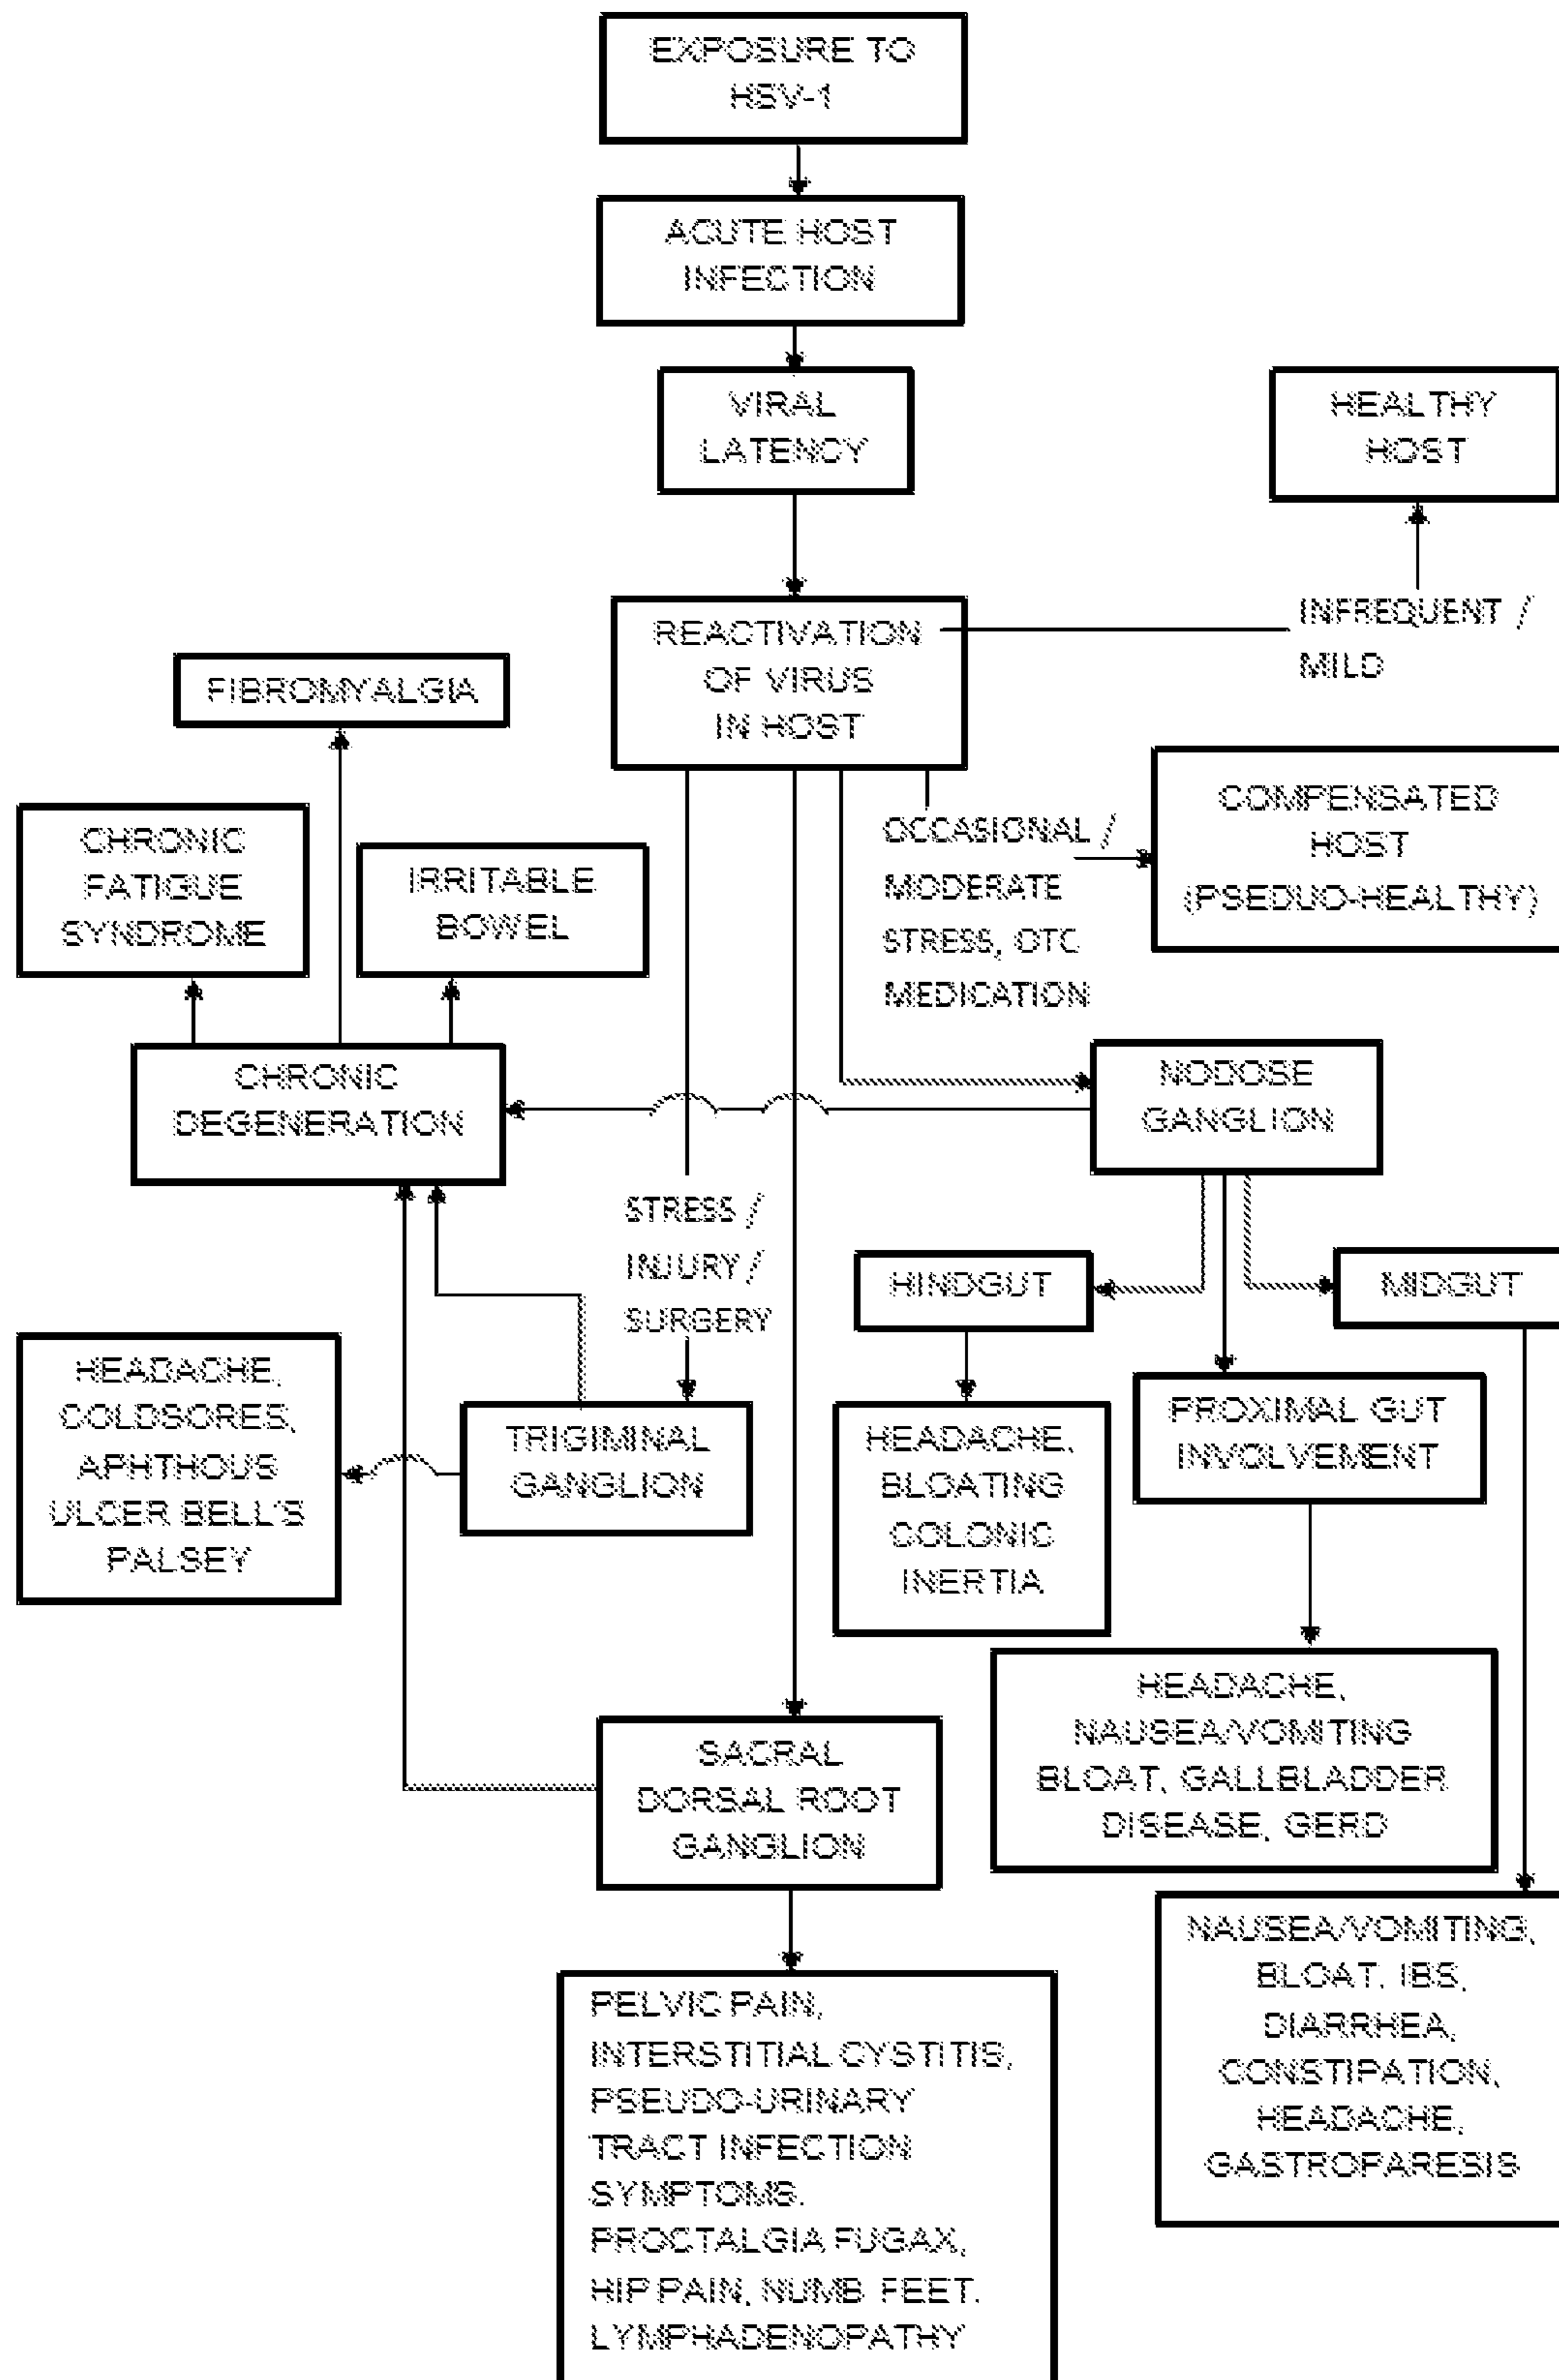 EXPOSURE TO
HSV-1
ACUTE HOST
INFECTION
VIRAL
LATENCY
HEALTHY
HOST
REACTIVATION
OF VIRUS
IN HOST
INFREQUENT /
MILD
FIBROMYALGIA
COMPENSATED
HOST
(PSEDUO-HEALTHY)
OCCASIONAL /
MODERATE
STRESS, OTC
MEDICATION
CHRONIC
FATIGUE
SYNDROME
IRRITABLE
BOWEL
CHRONIC
DEGENERATION
NODOSE
GANGLION
STRESS /
INJURY /
SURGERY
HINDGUT
MIDGUT
HEADACHE,
COLDSORES,
APHTHOUS
ULCER BELL'S
PALSEY
TRIGIMINAL
GANGLION
HEADACHE,
BLOATING
COLONIC
INERTIA
PROXIMAL GUT
INVOLVEMENT
HEADACHE,
NAUSEA/VOMITING
BLOAT, GALLBLADDER
DISEASE, GERD
SACRAL
DORSAL ROOT
GANGLION
NAUSEA/VOMITING,
BLOAT, IBS,
DIARRHEA,
CONSTIPATION,
HEADACHE,
GASTROPARESIS
PELVIC PAIN,
INTERSTITIAL CYSTITIS,
PSEUDO-URINARY
TRACT INFECTION
SYMPTOMS.
PROCTALGIA FUGAX,
HIP PAIN, NUMB FEET.
LYMPHADENOPATHY